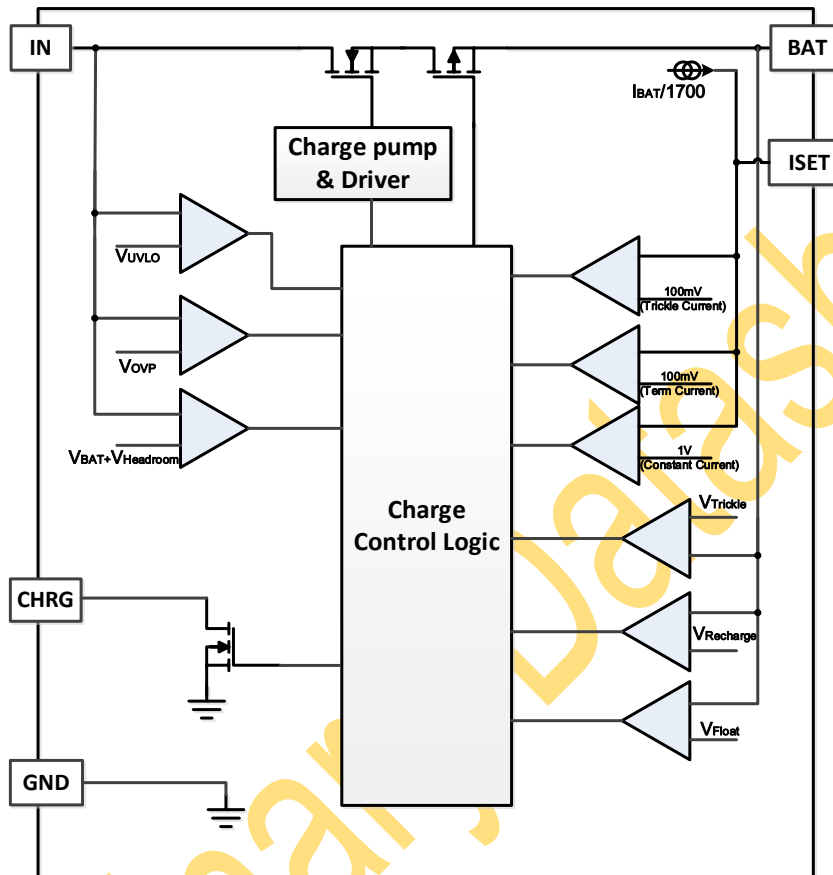 IN
BAT
IBAT/1700
ISET
Charge pump
& Driver
VUVLO
VOVP
VBAT+VHeadroom
100mV
(Trickle Current)
100mV
(Term Current)
1V
(Constant Current)
Charge
Control Logic
VTrickle
VRecharge
VFloat
CHRG
GND